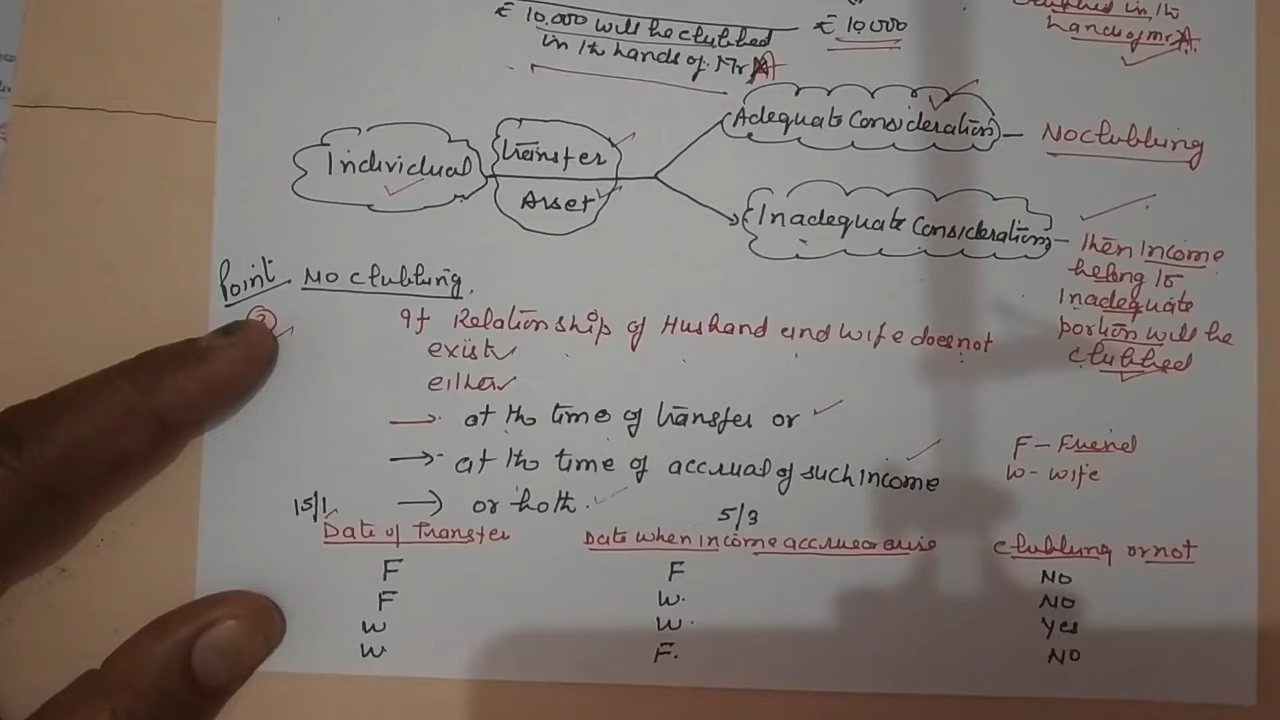 ₹ 10,000 will be clubbed
in the hands of Mr A
₹ 10,000
clubbed in the
hands of Mr A
Individual
transfer
Asset
Adequate Consideration
No clubbing
Inadequate Consideration
Then Income
belong to
Inadequate
portion will be
clubbed
Point
No clubbing.
If Relationship of Husband and wife does not
exist
either
→ at the time of transfer or
→ at the time of accrual of such income
→ or both.
F - Friend
W - wife
15/1
5/3
Date of Transfer
Date when income accrue or arise
clubbing or not
F F NO
F W. NO
W W. Yes
W F. NO